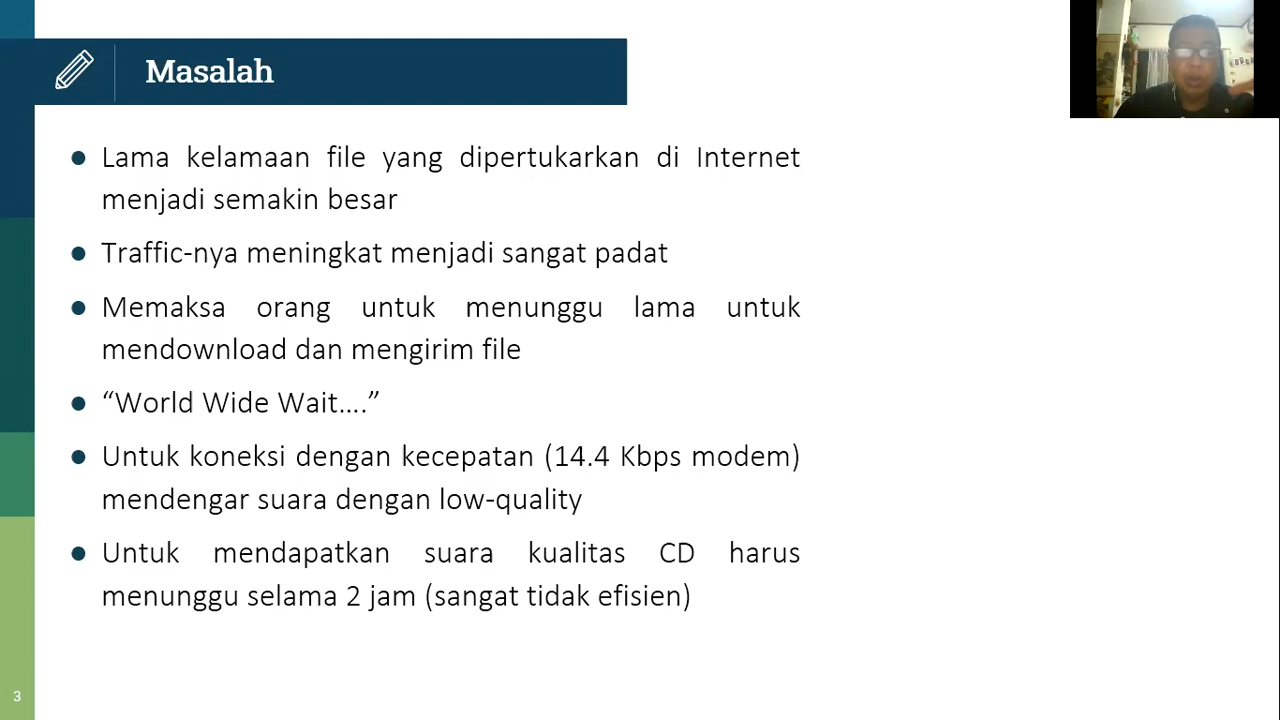 Masalah
● Lama kelamaan file yang dipertukarkan di Internet
menjadi semakin besar
● Traffic-nya meningkat menjadi sangat padat
● Memaksa orang untuk menunggu lama untuk
mendownload dan mengirim file
● “World Wide Wait....”
● Untuk koneksi dengan kecepatan (14.4 Kbps modem)
mendengar suara dengan low-quality
● Untuk mendapatkan suara kualitas CD harus
menunggu selama 2 jam (sangat tidak efisien)
3